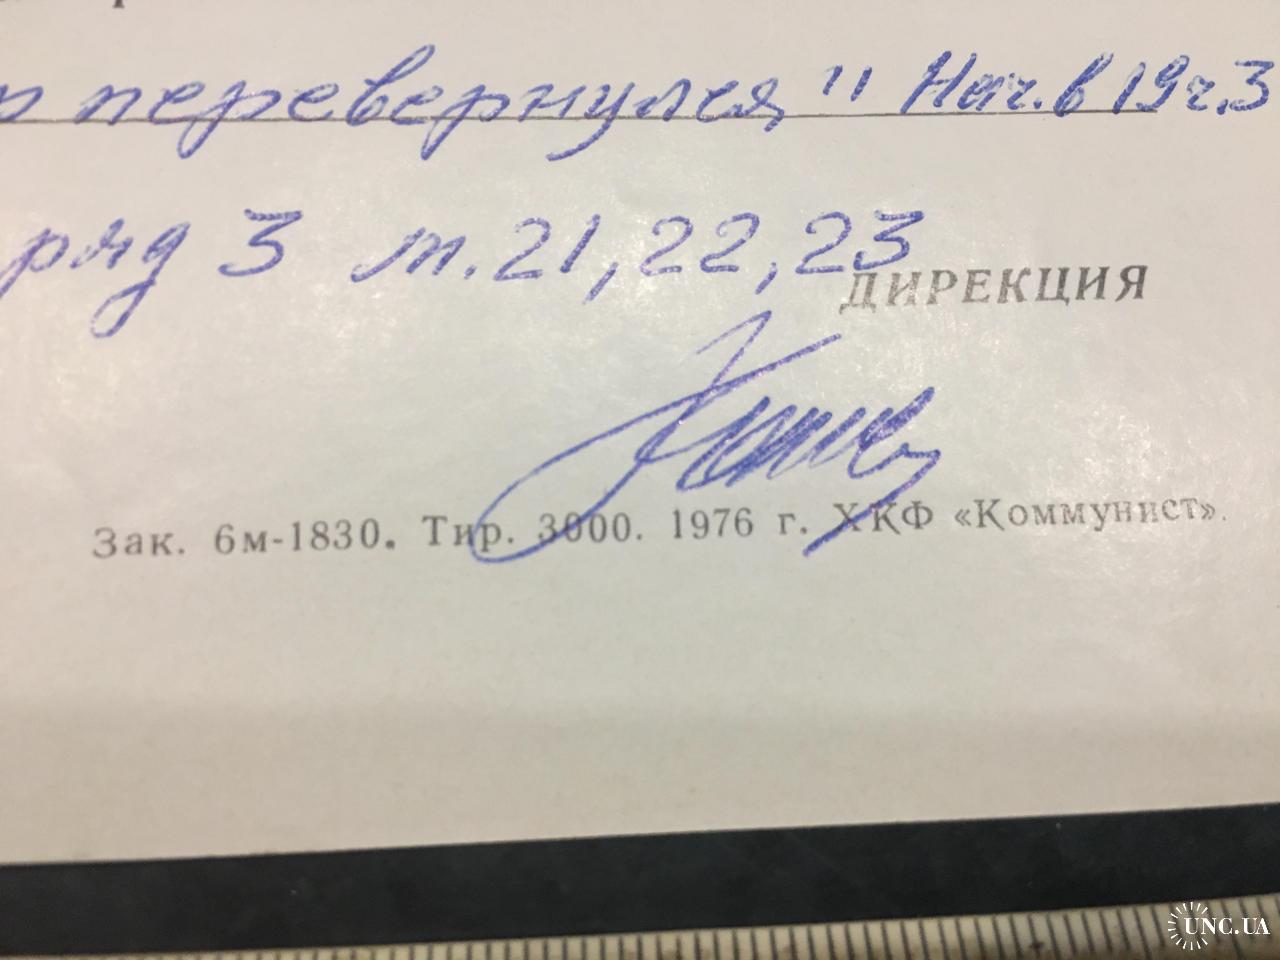 перевернулся" Нач. в 19ч.3
ряд 3 м. 21, 22, 23
ДИРЕКЦИЯ
Зак. 6м-1830. Тир. 3000. 1976 г. ХКФ «Коммунист».
UNC.UA